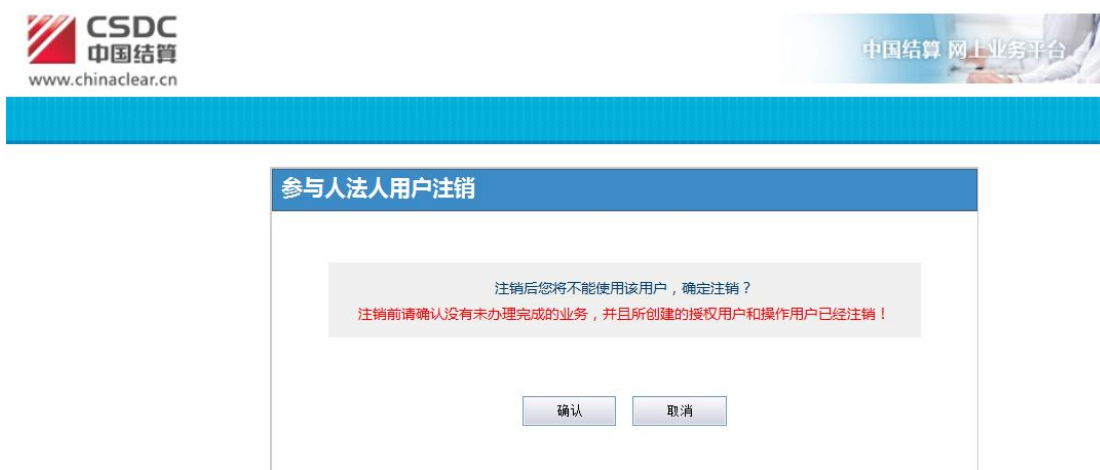 CSDC
中国结算
www.chinaclear.cn
中国结算 网上业务平台
参与人法人用户注销
注销后您将不能使用该用户，确定注销？
注销前请确认没有未办理完成的业务，并且所创建的授权用户和操作用户已经注销！
确认
取消